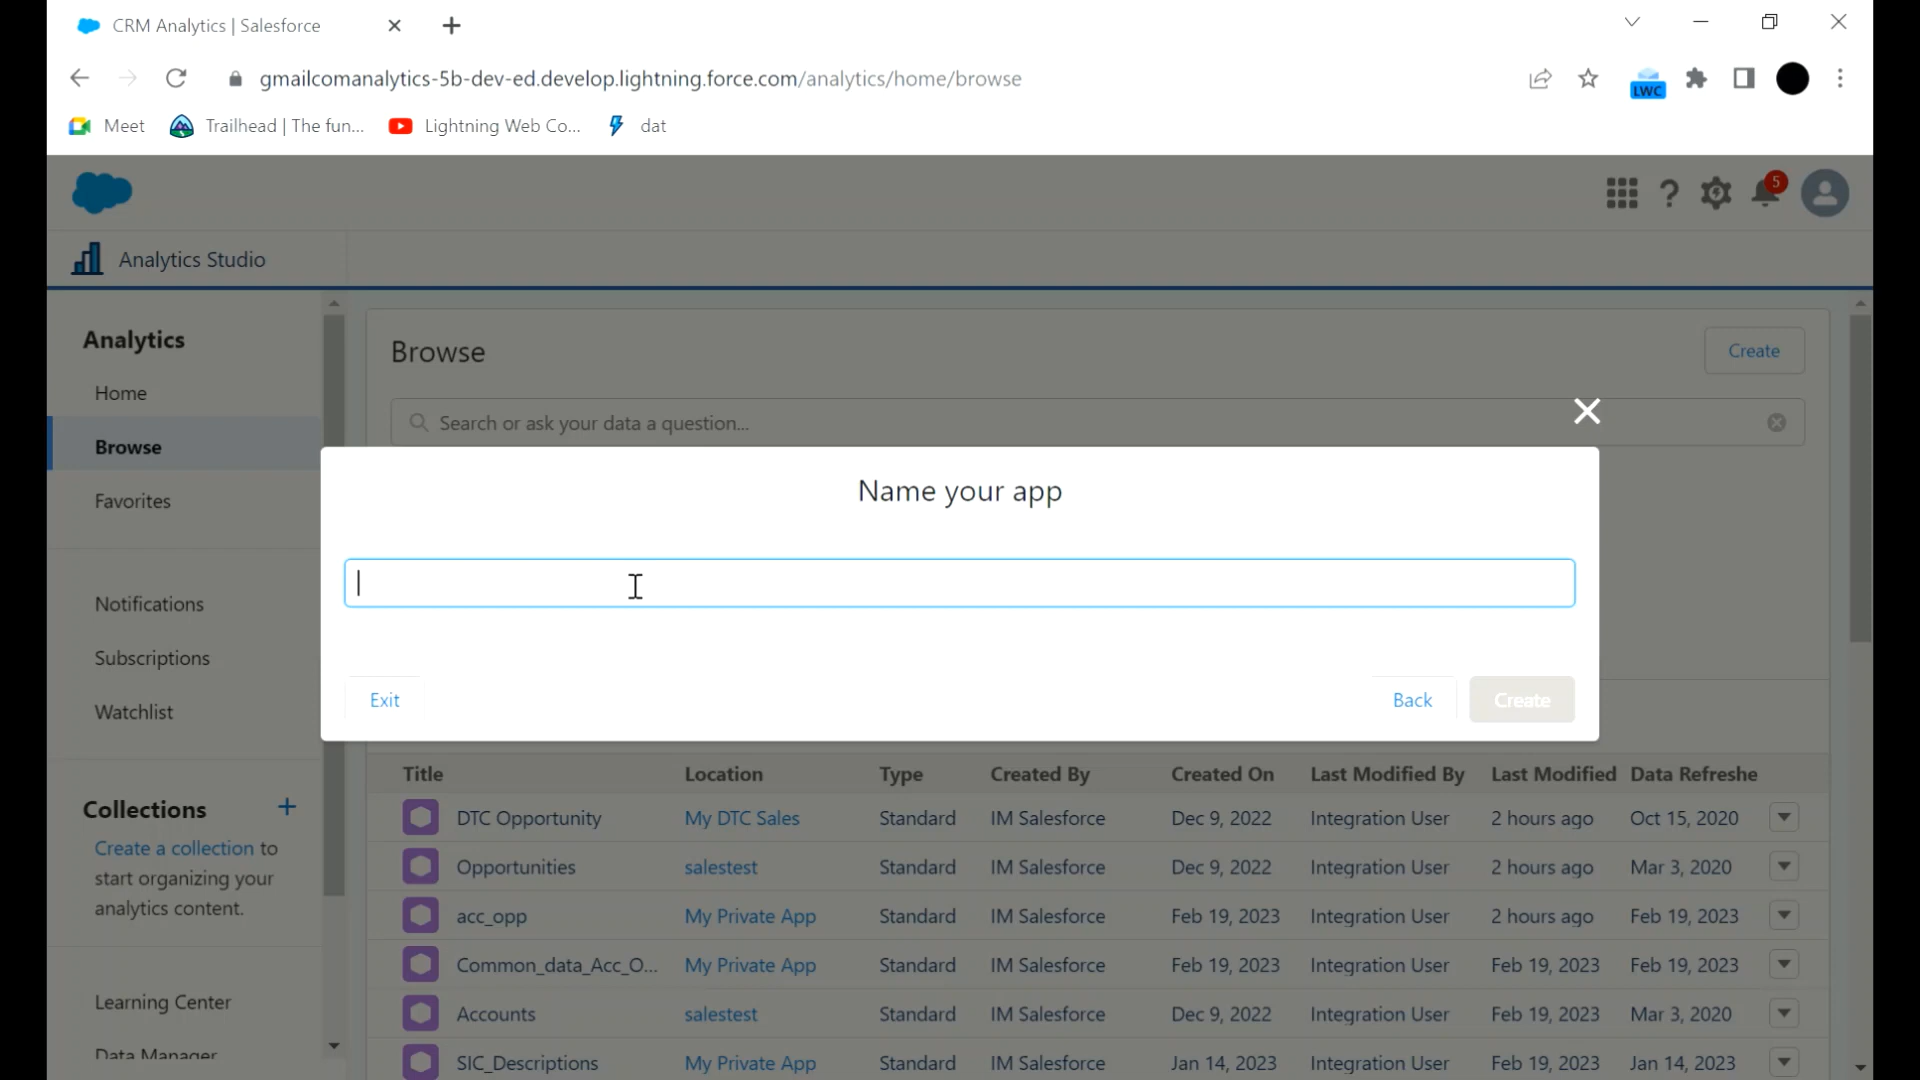 CRM Analytics | Salesforce
gmailcomanalytics-5b-dev-ed.develop.lightning.force.com/analytics/home/browse
LWC
Meet
Trailhead | The fun...
Lightning Web Co...
dat
5
Analytics Studio
Analytics
Home
Browse
Favorites
Notifications
Subscriptions
Watchlist
Collections
Create a collection to
start organizing your
analytics content.
Learning Center
Data Manager
Browse
Create
Search or ask your data a question...
Name your app
Exit
Back
Create
Title Location Type Created By Created On Last Modified By Last Modified Data Refreshe
DTC Opportunity My DTC Sales Standard IM Salesforce Dec 9, 2022 Integration User 2 hours ago Oct 15, 2020
Opportunities salestest Standard IM Salesforce Dec 9, 2022 Integration User 2 hours ago Mar 3, 2020
acc_opp My Private App Standard IM Salesforce Feb 19, 2023 Integration User 2 hours ago Feb 19, 2023
Common_data_Acc_O... My Private App Standard IM Salesforce Feb 19, 2023 Integration User Feb 19, 2023 Feb 19, 2023
Accounts salestest Standard IM Salesforce Dec 9, 2022 Integration User Feb 19, 2023 Mar 3, 2020
SIC_Descriptions My Private App Standard IM Salesforce Jan 14, 2023 Integration User Feb 19, 2023 Jan 14, 2023